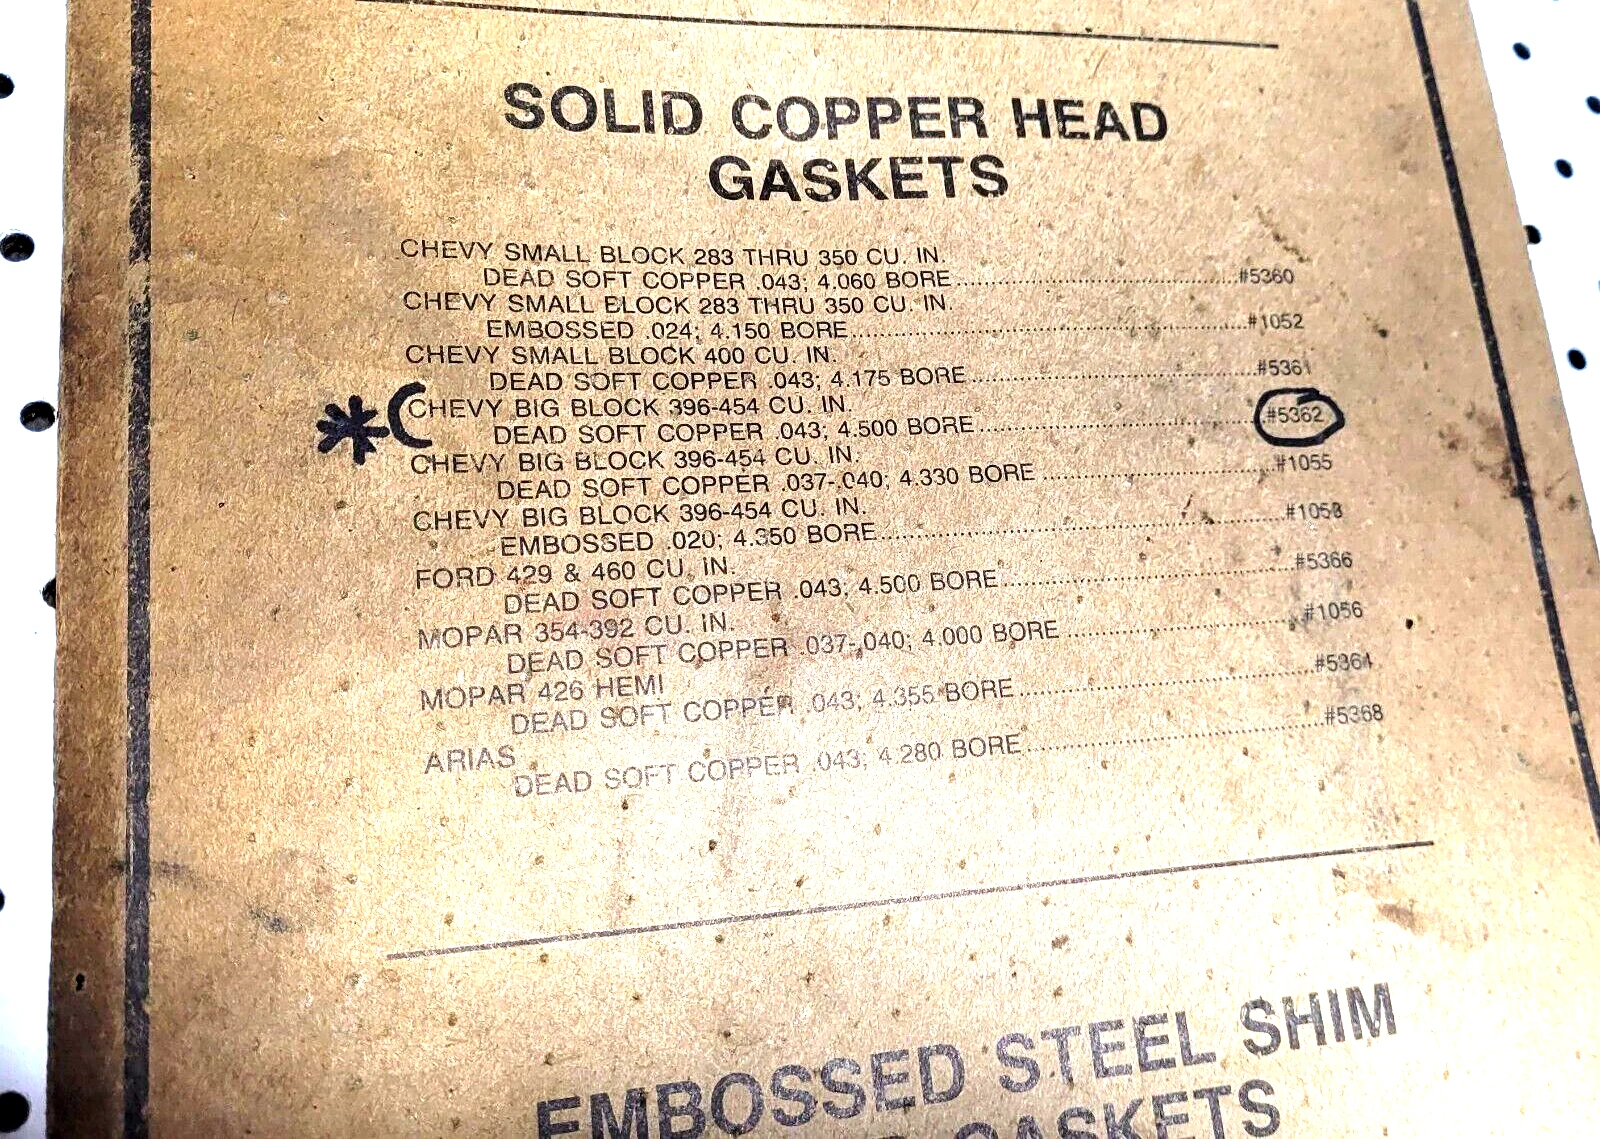 SOLID COPPER HEAD
GASKETS
CHEVY SMALL BLOCK 283 THRU 350 CU. IN.
DEAD SOFT COPPER .043; 4.060 BORE........................................#5360
CHEVY SMALL BLOCK 283 THRU 350 CU. IN.
EMBOSSED .024; 4.150 BORE........................................#1052
CHEVY SMALL BLOCK 400 CU. IN.
DEAD SOFT COPPER .043; 4.175 BORE........................................#5361
CHEVY BIG BLOCK 396-454 CU. IN.
DEAD SOFT COPPER .043; 4.500 BORE........................................#5362
CHEVY BIG BLOCK 396-454 CU. IN.
DEAD SOFT COPPER .037-.040; 4.330 BORE........................................#1055
CHEVY BIG BLOCK 396-454 CU. IN.
EMBOSSED .020; 4.350 BORE........................................#1058
FORD 429 & 460 CU. IN.
DEAD SOFT COPPER .043; 4.500 BORE........................................#5366
MOPAR 354-392 CU. IN.
DEAD SOFT COPPER .037-.040; 4.000 BORE........................................#1056
MOPAR 426 HEMI
DEAD SOFT COPPER .043; 4.355 BORE........................................#5364
ARIAS
DEAD SOFT COPPER .043; 4.280 BORE........................................#5368
EMBOSSED STEEL SHIM
GASKETS